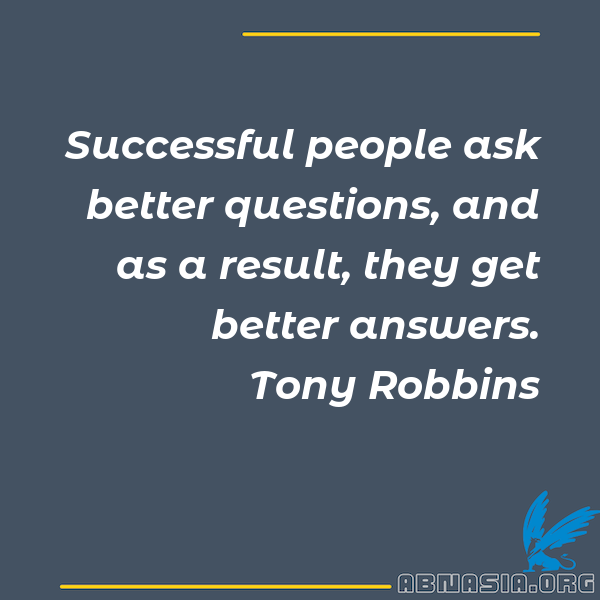 Successful people ask
better questions, and
as a result, they get
better answers.
Tony Robbins
ABNASIA.ORG